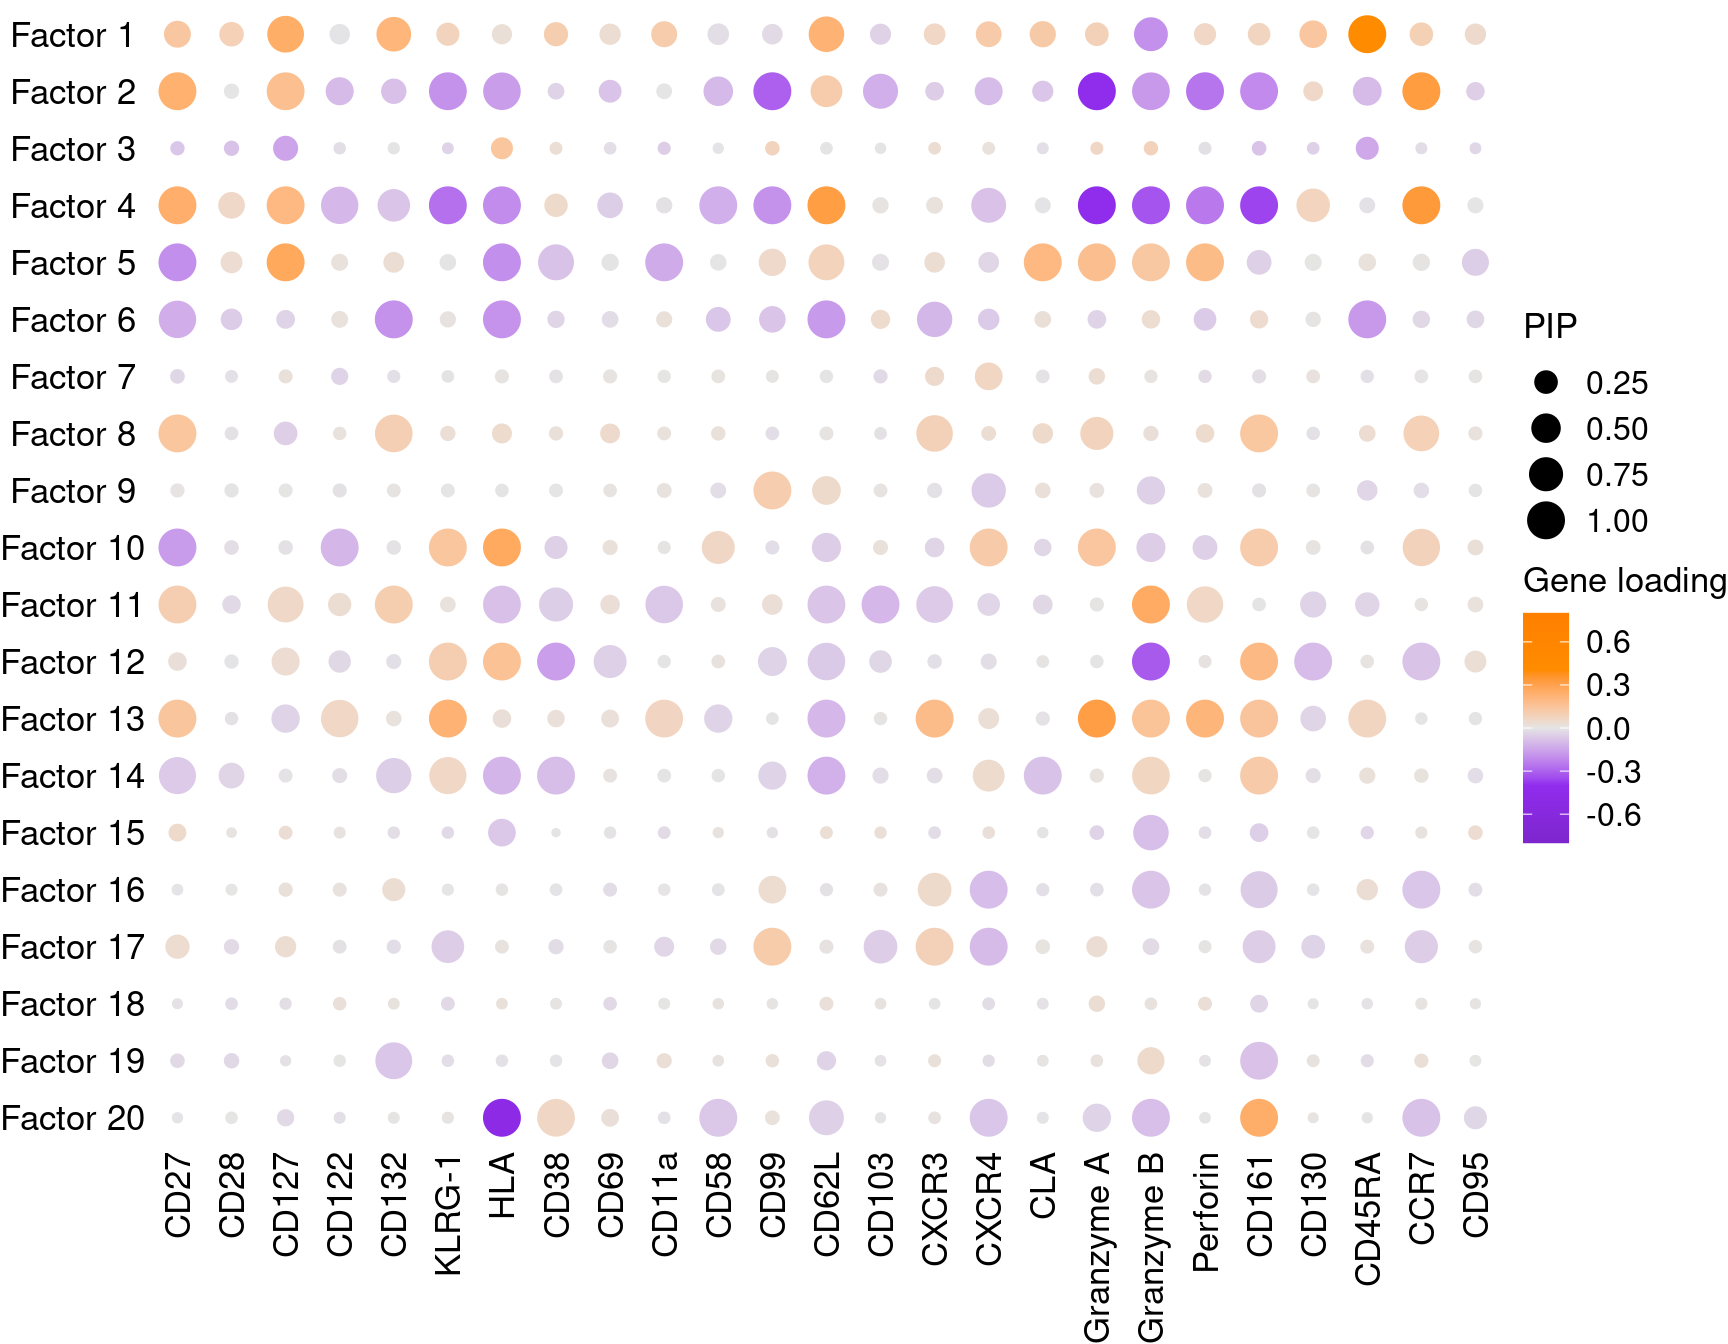 Factor 1
Factor 2
Factor 3
Factor 4
Factor 5
Factor 6
Factor 7
Factor 8
Factor 9
Factor 10
Factor 11
Factor 12
Factor 13
Factor 14
Factor 15
Factor 16
Factor 17
Factor 18
Factor 19
Factor 20
CD27
CD28
CD127
CD122
CD132
KLRG-1
HLA
CD38
CD69
CD11a
CD58
CD99
CD62L
CD103
CXCR3
CXCR4
CLA
Granzyme A
Granzyme B
Perforin
CD161
CD130
CD45RA
CCR7
CD95
PIP
0.25
0.50
0.75
1.00
Gene loading
0.6
0.3
0.0
-0.3
-0.6